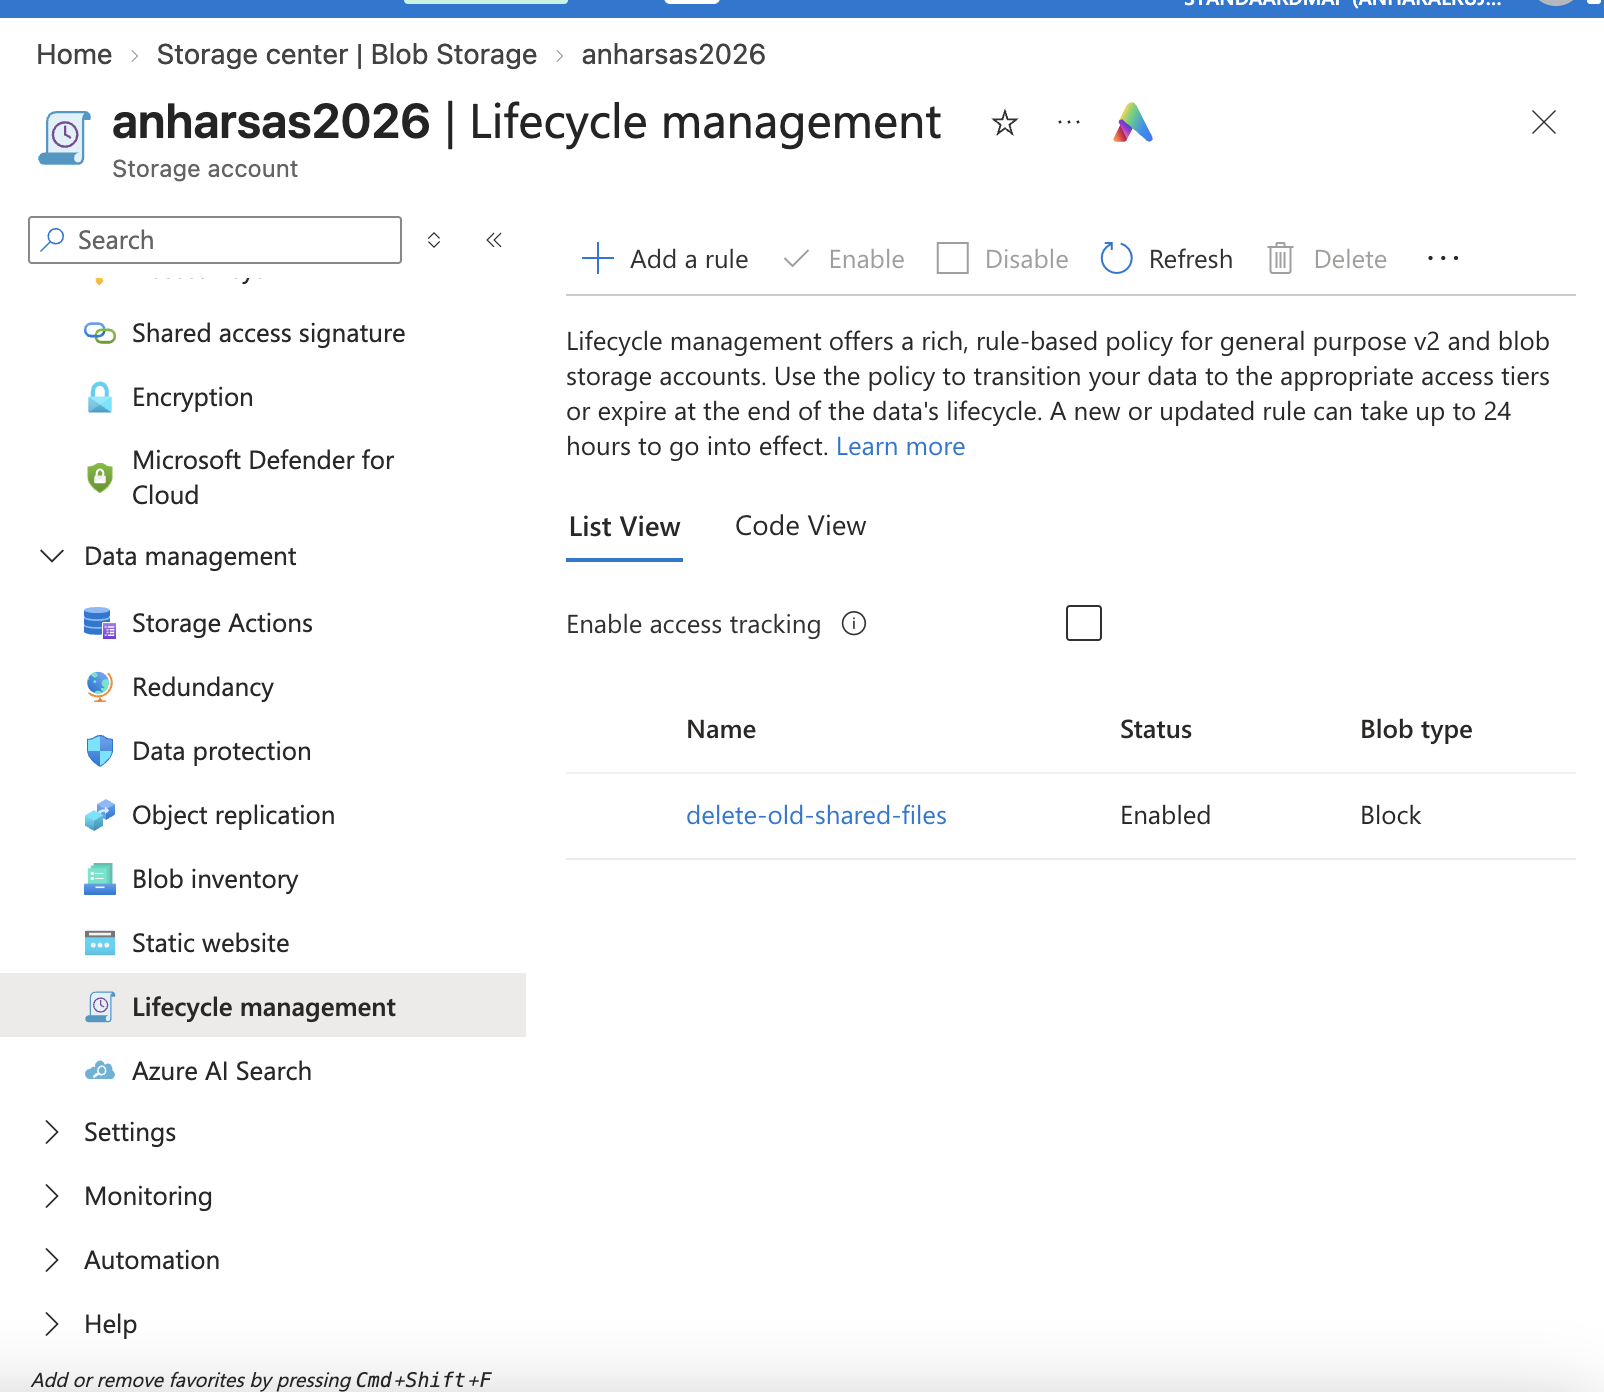 Home > Storage center | Blob Storage > anharsas2026
anharsas2026 | Lifecycle management
Storage account
Search
Add a rule
Enable
Disable
Refresh
Delete
Shared access signature
Encryption
Microsoft Defender for
Cloud
Data management
Storage Actions
Redundancy
Data protection
Object replication
Blob inventory
Static website
Lifecycle management
Azure AI Search
Settings
Monitoring
Automation
Help
Add or remove favorites by pressing Cmd+Shift+F
Lifecycle management offers a rich, rule-based policy for general purpose v2 and blob
storage accounts. Use the policy to transition your data to the appropriate access tiers
or expire at the end of the data's lifecycle. A new or updated rule can take up to 24
hours to go into effect. Learn more
List View
Code View
Enable access tracking
Name Status Blob type
delete-old-shared-files Enabled Block